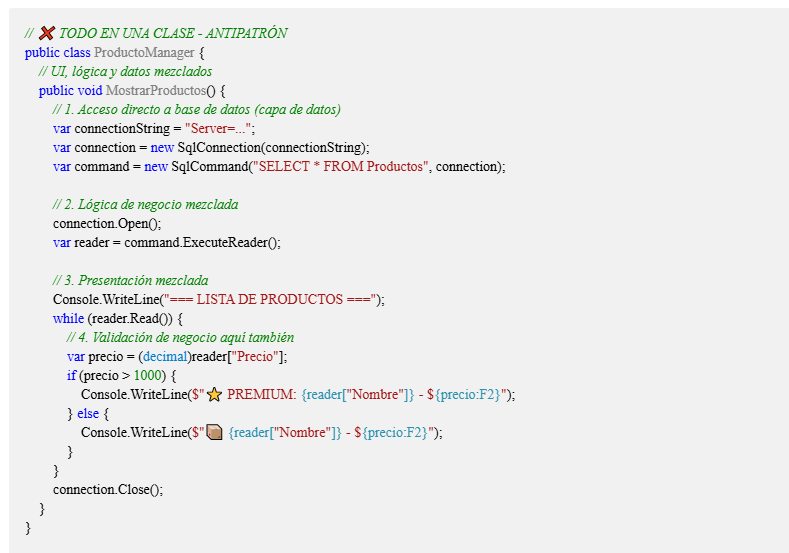 // ❌ TODO EN UNA CLASE - ANTIPATRÓN
public class ProductoManager {
// UI, lógica y datos mezclados
public void MostrarProductos() {
// 1. Acceso directo a base de datos (capa de datos)
var connectionString = "Server=...";
var connection = new SqlConnection(connectionString);
var command = new SqlCommand("SELECT * FROM Productos", connection);
// 2. Lógica de negocio mezclada
connection.Open();
var reader = command.ExecuteReader();
// 3. Presentación mezclada
Console.WriteLine("=== LISTA DE PRODUCTOS ===");
while (reader.Read()) {
// 4. Validación de negocio aquí también
var precio = (decimal)reader["Precio"];
if (precio > 1000) {
Console.WriteLine($"⭐ PREMIUM: {reader["Nombre"]} - ${precio:F2}");
} else {
Console.WriteLine($"📦 {reader["Nombre"]} - ${precio:F2}");
}
}
connection.Close();
}
}